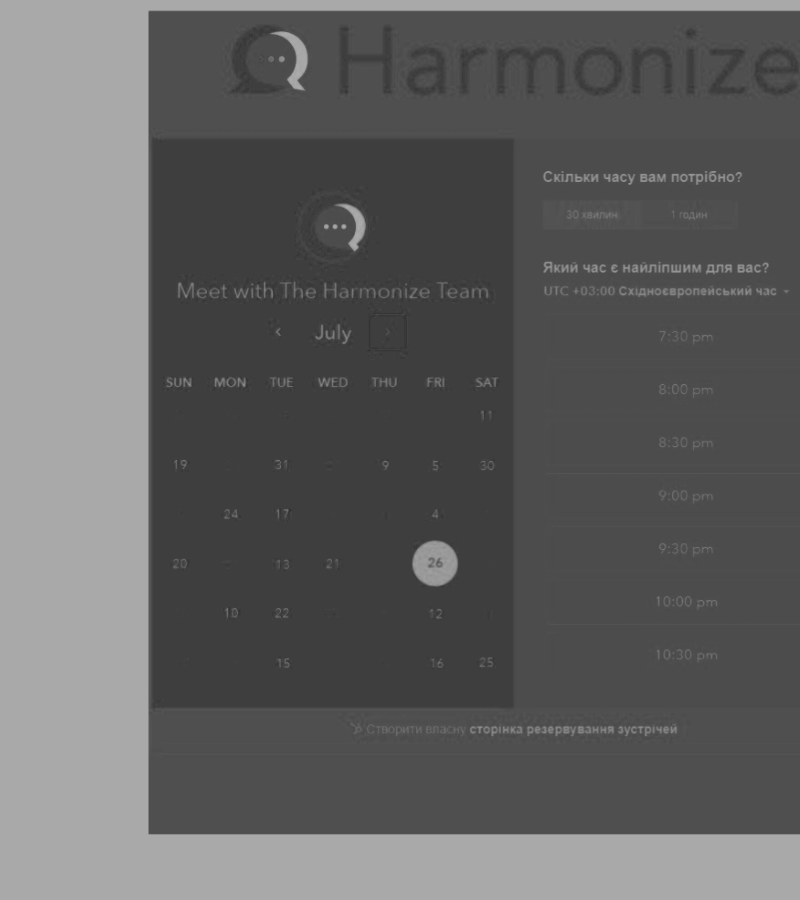 Harmonize
Meet with The Harmonize Team
July
SUN MON TUE WED THU FRI SAT
11
19 31 9 5 30
24 17 4
20 13 21 26
10 22 12
15 16 25
Скільки часу вам потрібно?
30 хвилин 1 годин
Який час є найліпшим для вас?
UTC +03:00 Східноєвропейський час
7:30 pm
8:00 pm
8:30 pm
9:00 pm
9:30 pm
10:00 pm
10:30 pm
Створити власну сторінка резервування зустрічей